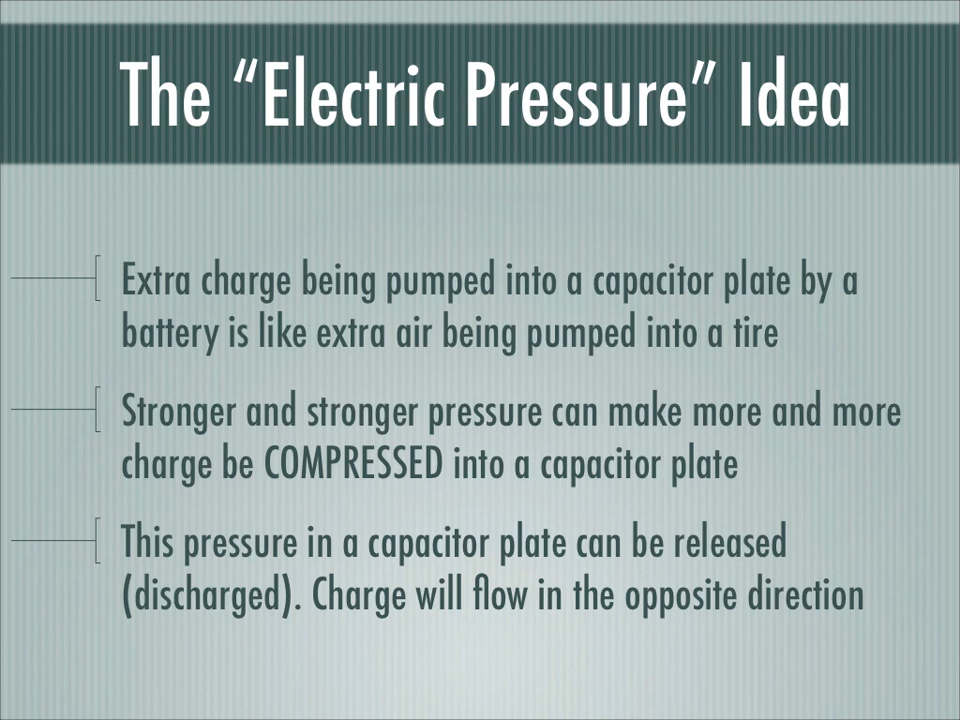 The “Electric Pressure” Idea
Extra charge being pumped into a capacitor plate by a
battery is like extra air being pumped into a tire
Stronger and stronger pressure can make more and more
charge be COMPRESSED into a capacitor plate
This pressure in a capacitor plate can be released
(discharged). Charge will flow in the opposite direction